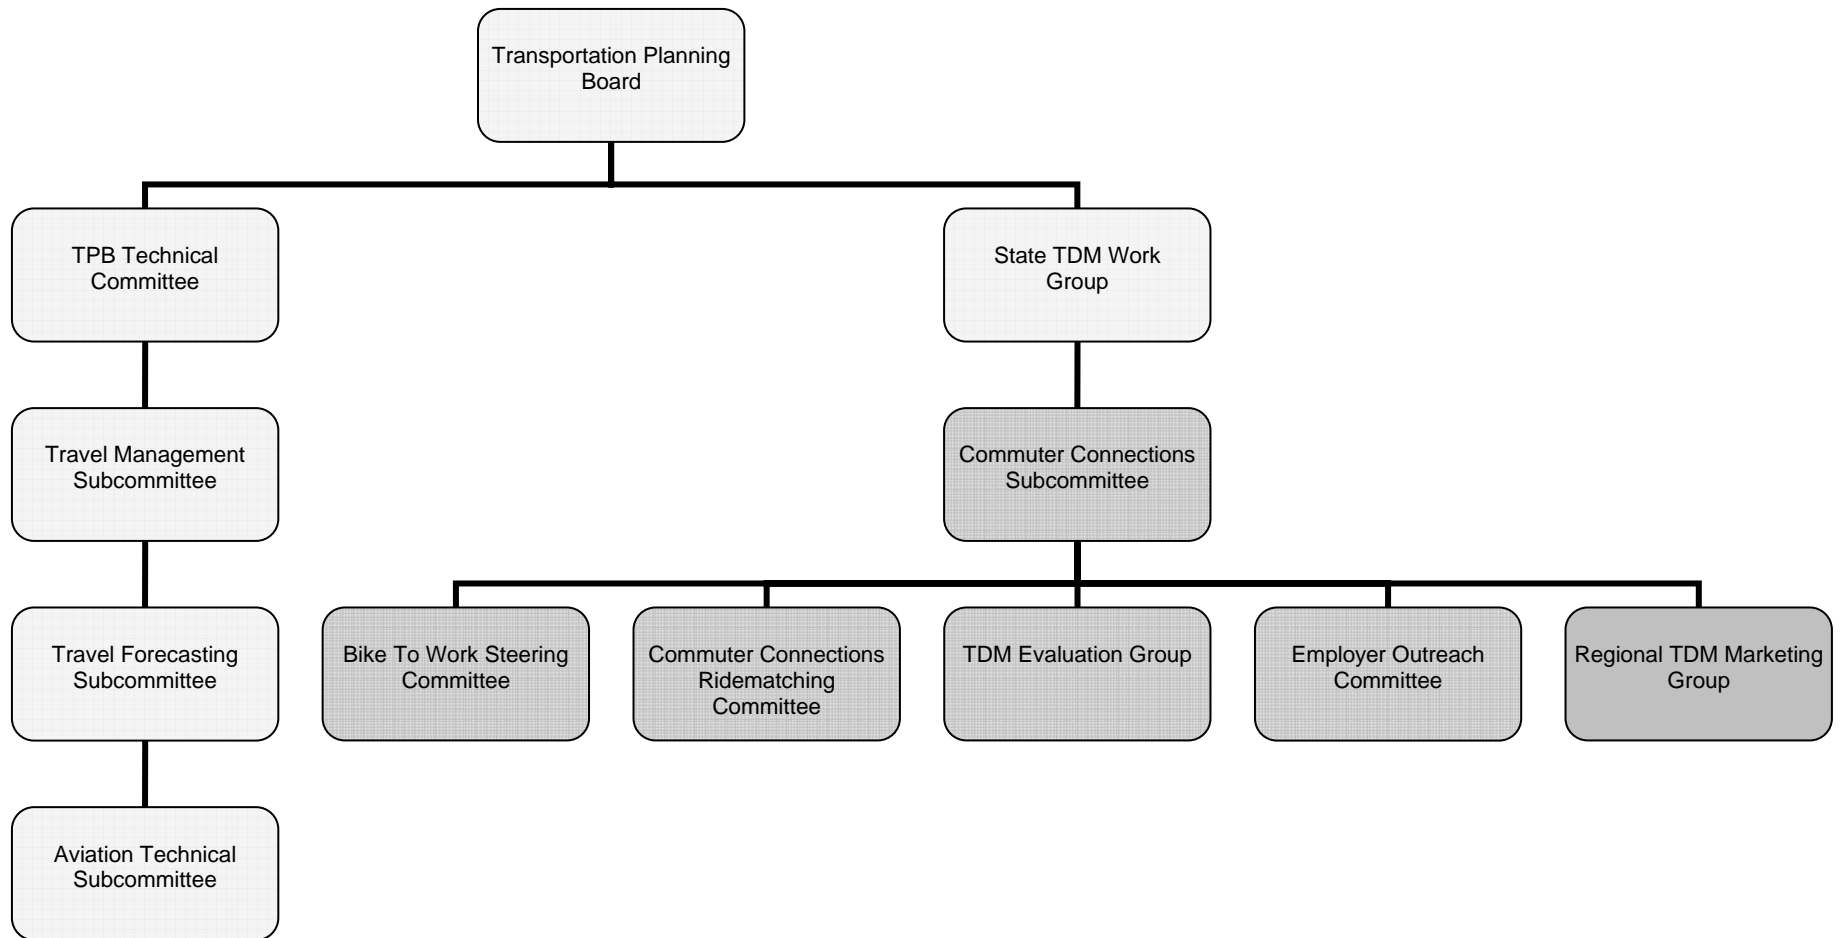 Transportation Planning
Board
TPB Technical
Committee
State TDM Work
Group
Travel Management
Subcommittee
Commuter Connections
Subcommittee
Travel Forecasting
Subcommittee
Bike To Work Steering
Committee
Commuter Connections
Ridematching
Committee
TDM Evaluation Group
Employer Outreach
Committee
Regional TDM Marketing
Group
Aviation Technical
Subcommittee